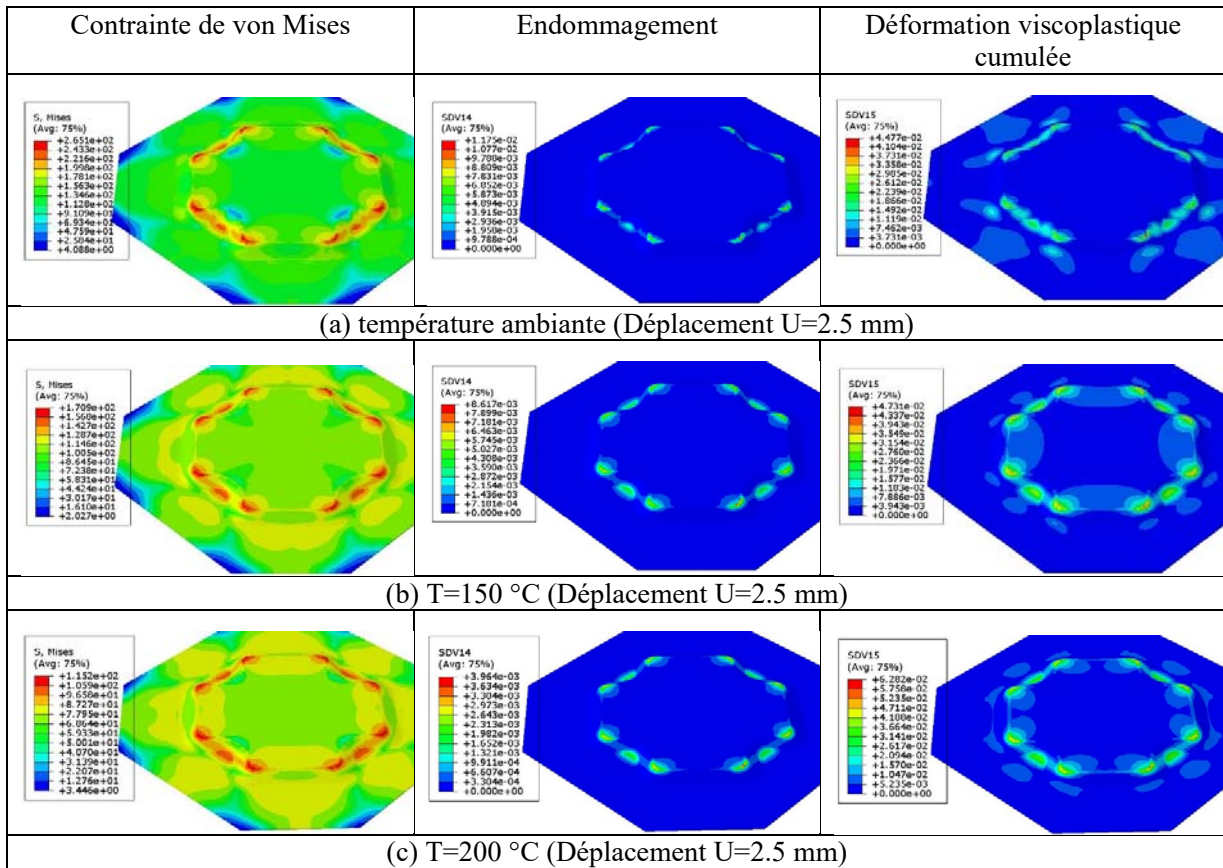 Contrainte de von Mises
Endommagement
Déformation viscoplastique
cumulée
S, Mises
(Avg: 75%)
+2.651e+02
+2.433e+02
+2.216e+02
+1.998e+02
+1.781e+02
+1.563e+02
+1.346e+02
+1.128e+02
+9.109e+01
+6.934e+01
+4.759e+01
+2.584e+01
+4.088e+00
SDV14
(Avg: 75%)
+1.175e-02
+1.077e-02
+9.788e-03
+8.809e-03
+7.831e-03
+6.852e-03
+5.873e-03
+4.894e-03
+3.915e-03
+2.936e-03
+1.958e-03
+9.788e-04
+0.000e+00
SDV15
(Avg: 75%)
+4.477e-02
+4.104e-02
+3.731e-02
+3.358e-02
+2.985e-02
+2.612e-02
+2.239e-02
+1.866e-02
+1.492e-02
+1.119e-02
+7.462e-03
+3.731e-03
+0.000e+00
(a) température ambiante (Déplacement U=2.5 mm)
S, Mises
(Avg: 75%)
+1.709e+02
+1.568e+02
+1.427e+02
+1.287e+02
+1.146e+02
+1.005e+02
+8.645e+01
+7.238e+01
+5.831e+01
+4.424e+01
+3.017e+01
+1.610e+01
+2.027e+00
SDV14
(Avg: 75%)
+8.617e-03
+7.899e-03
+7.181e-03
+6.463e-03
+5.745e-03
+5.027e-03
+4.308e-03
+3.590e-03
+2.872e-03
+2.154e-03
+1.436e-03
+7.181e-04
+0.000e+00
SDV15
(Avg: 75%)
+4.731e-02
+4.337e-02
+3.943e-02
+3.549e-02
+3.154e-02
+2.760e-02
+2.366e-02
+1.971e-02
+1.577e-02
+1.183e-02
+7.886e-03
+3.943e-03
+0.000e+00
(b) T=150 °C (Déplacement U=2.5 mm)
S, Mises
(Avg: 75%)
+1.152e+02
+1.059e+02
+9.658e+01
+8.727e+01
+7.795e+01
+6.864e+01
+5.933e+01
+5.001e+01
+4.070e+01
+3.139e+01
+2.207e+01
+1.276e+01
+3.446e+00
SDV14
(Avg: 75%)
+3.964e-03
+3.634e-03
+3.304e-03
+2.973e-03
+2.643e-03
+2.313e-03
+1.982e-03
+1.652e-03
+1.321e-03
+9.911e-04
+6.607e-04
+3.304e-04
+0.000e+00
SDV15
(Avg: 75%)
+6.282e-02
+5.758e-02
+5.235e-02
+4.711e-02
+4.188e-02
+3.664e-02
+3.141e-02
+2.617e-02
+2.094e-02
+1.570e-02
+1.047e-02
+5.235e-03
+0.000e+00
(c) T=200 °C (Déplacement U=2.5 mm)